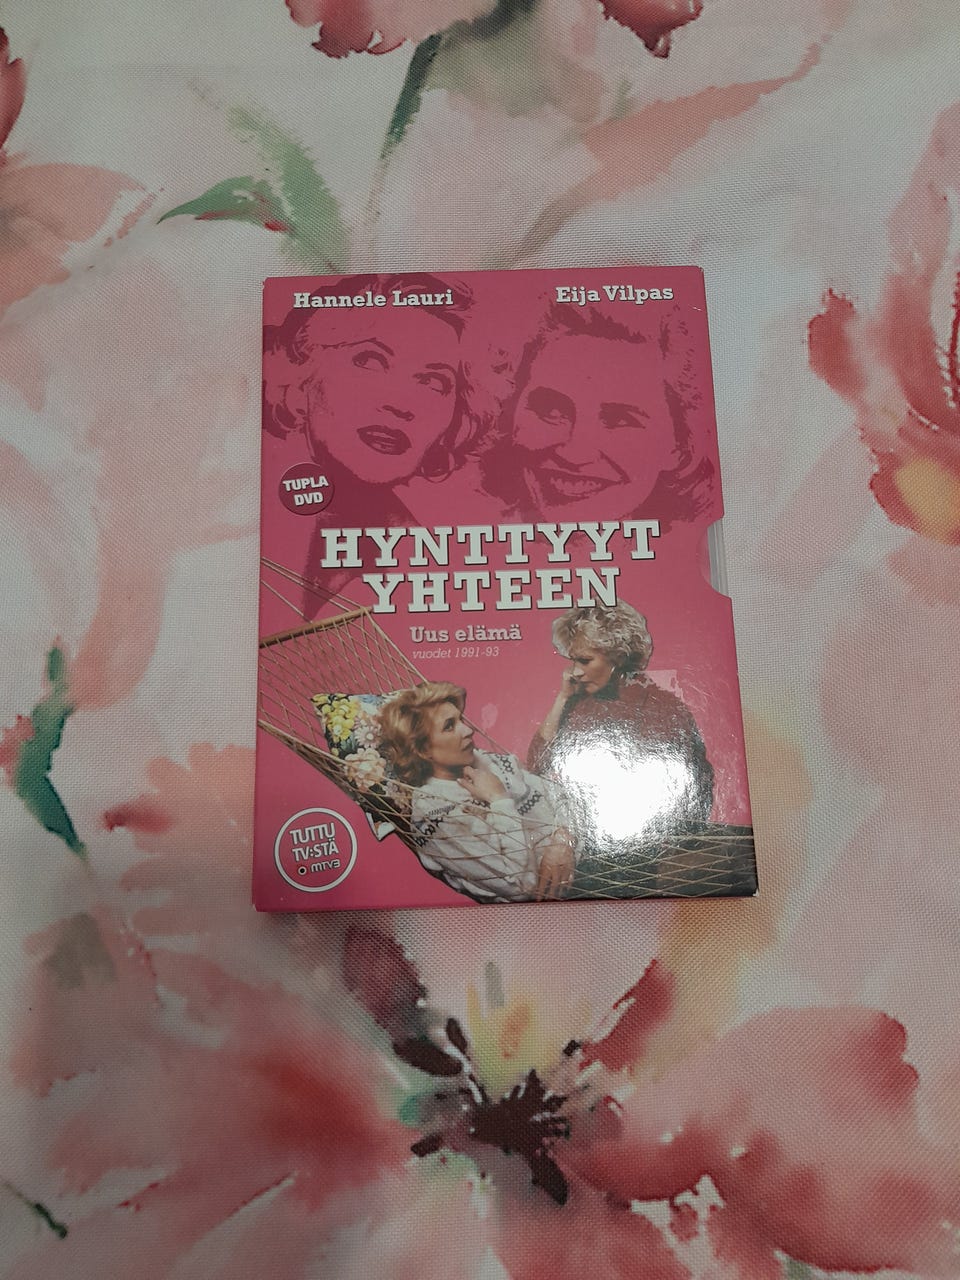 Hannele Lauri
Eija Vilpas
TUPLA
DVD
HYNTTYYT
YHTEEN
Uus elämä
vuodet 1991-93
TUTTU
TV:STÄ
MTV3